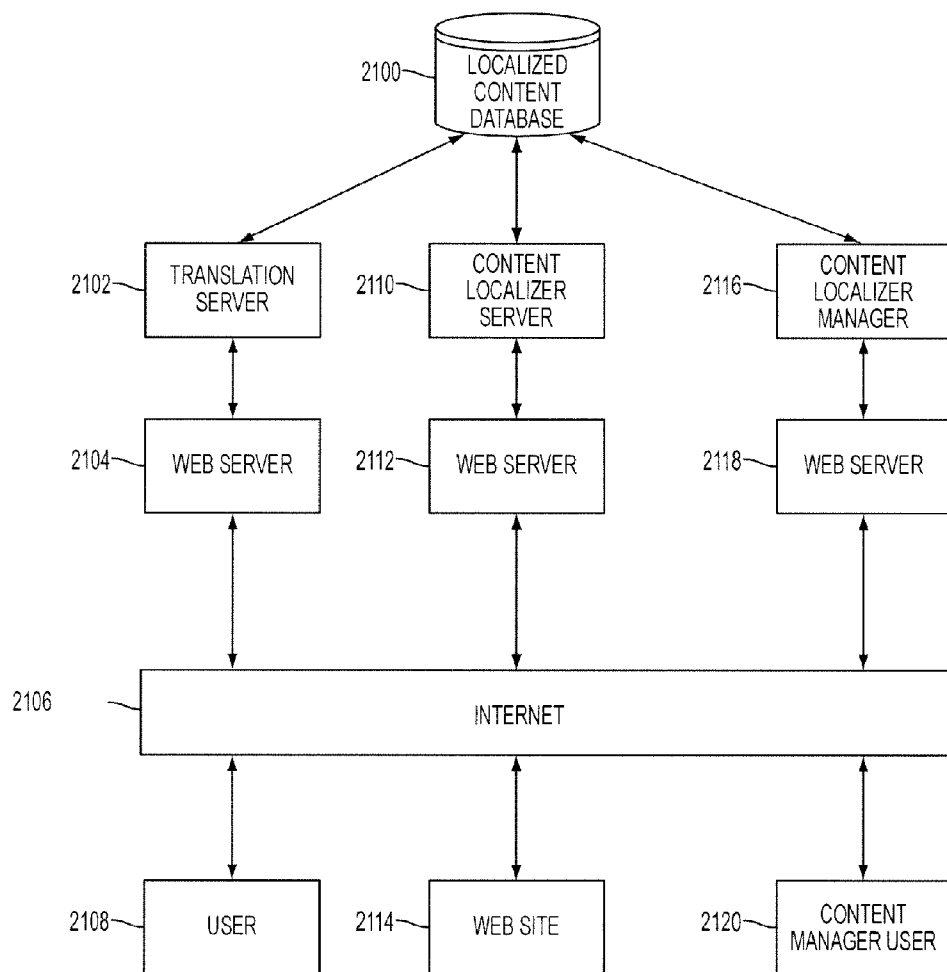 2100
LOCALIZED
CONTENT
DATABASE
2102
TRANSLATION
SERVER
2110
CONTENT
LOCALIZER
SERVER
2116
CONTENT
LOCALIZER
MANAGER
2104
WEB SERVER
2112
WEB SERVER
2118
WEB SERVER
2106
INTERNET
2108
USER
2114
WEB SITE
2120
CONTENT
MANAGER USER